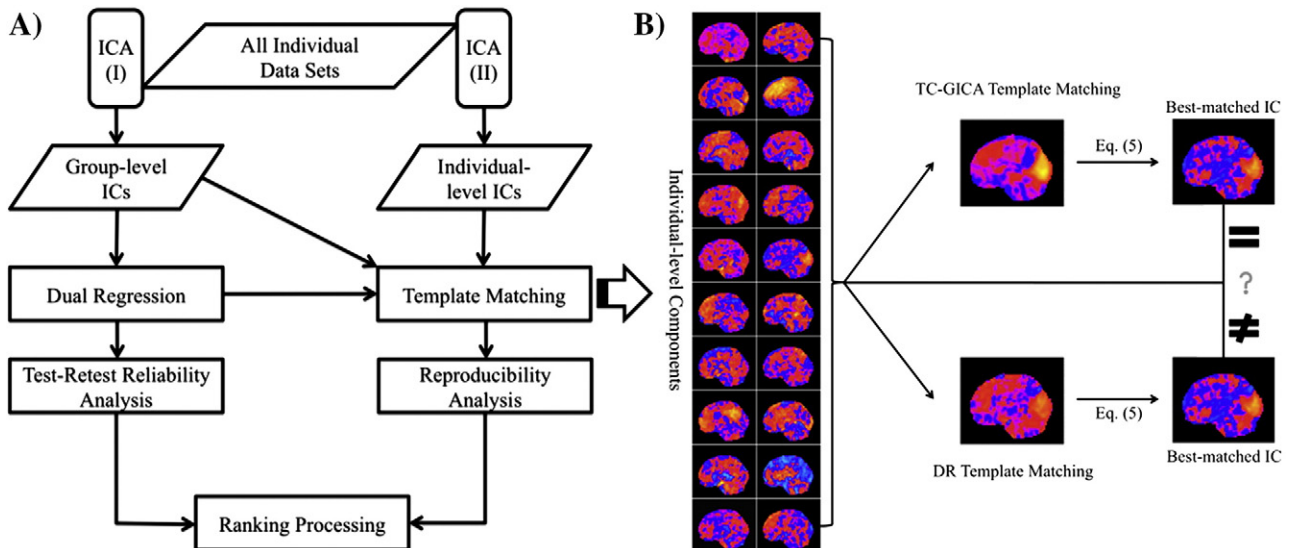 A)
ICA
(I)
All Individual
Data Sets
ICA
(II)
Group-level
ICs
Individual-
level ICs
Dual Regression
Template Matching
Test-Retest Reliability
Analysis
Reproducibility
Analysis
Ranking Processing
B)
Individual-level Components
TC-GICA Template Matching
Eq. (5)
Best-matched IC
=
?
≠
Eq. (5)
DR Template Matching
Best-matched IC